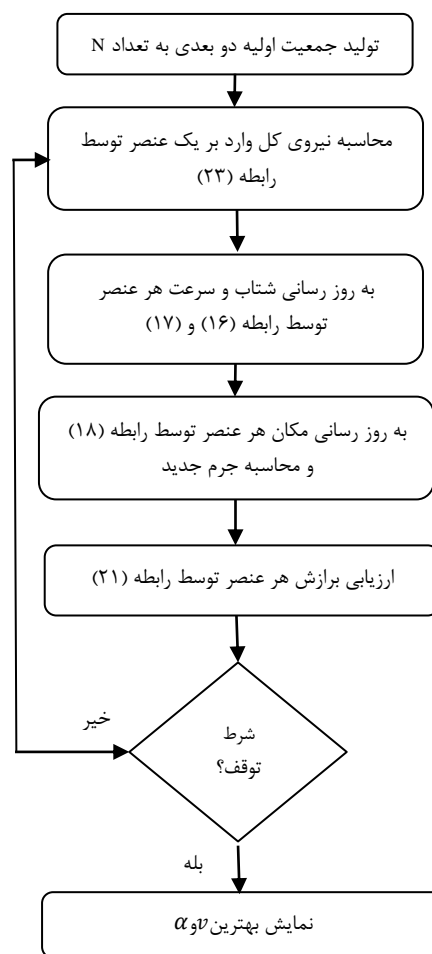 تولید جمعیت اولیه دو بعدی به تعداد N
محاسبه نیروی کل وارد بر یک عنصر توسط
رابطه (۲۳)
به روز رسانی شتاب و سرعت هر عنصر
توسط رابطه (۱۶) و (۱۷)
به روز رسانی مکان هر عنصر توسط رابطه (۱۸)
و محاسبه جرم جدید
ارزیابی برازش هر عنصر توسط رابطه (۲۱)
شرط
توقف؟
خیر
بله
نمایش بهترین v و α